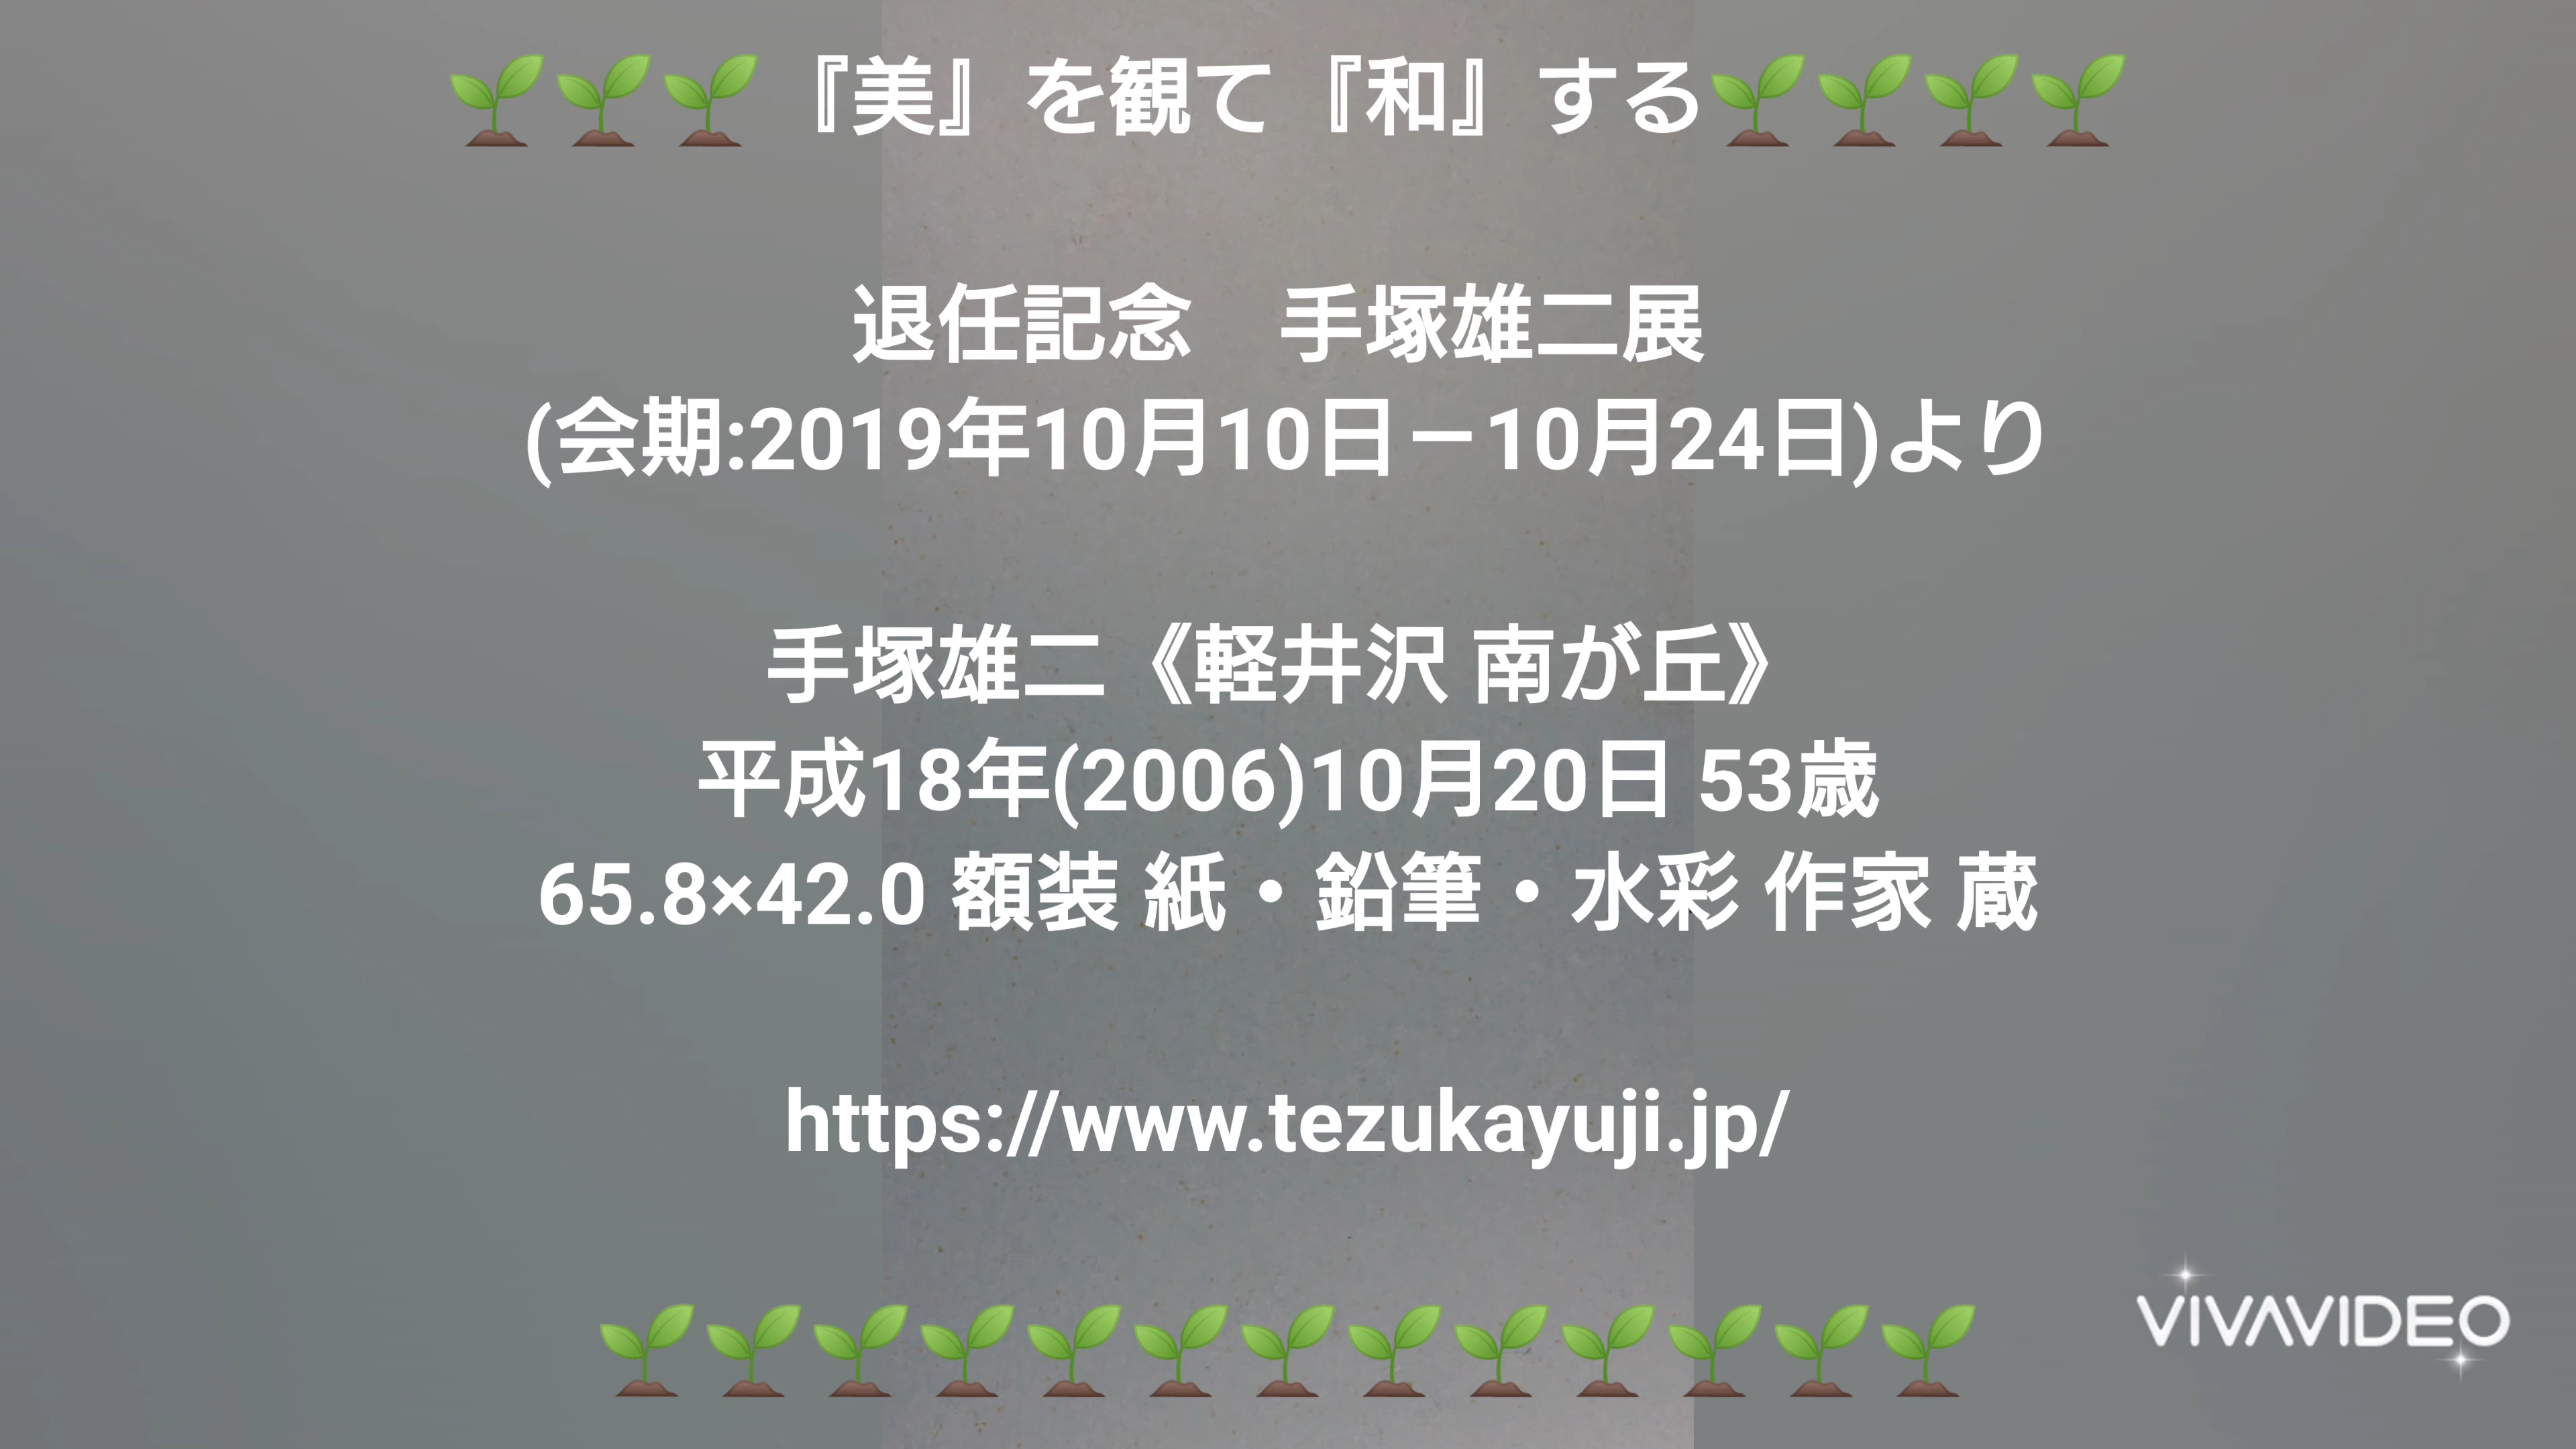 🌱🌱🌱『美』を観て『和』する🌱🌱🌱🌱
退任記念　手塚雄二展
(会期:2019年10月10日－10月24日)より
手塚雄二《軽井沢 南が丘》
平成18年(2006)10月20日 53歳
65.8×42.0 額装 紙・鉛筆・水彩 作家 蔵
https://www.tezukayuji.jp/
🌱🌱🌱🌱🌱🌱🌱🌱🌱🌱🌱🌱🌱
VIVAVIDEO